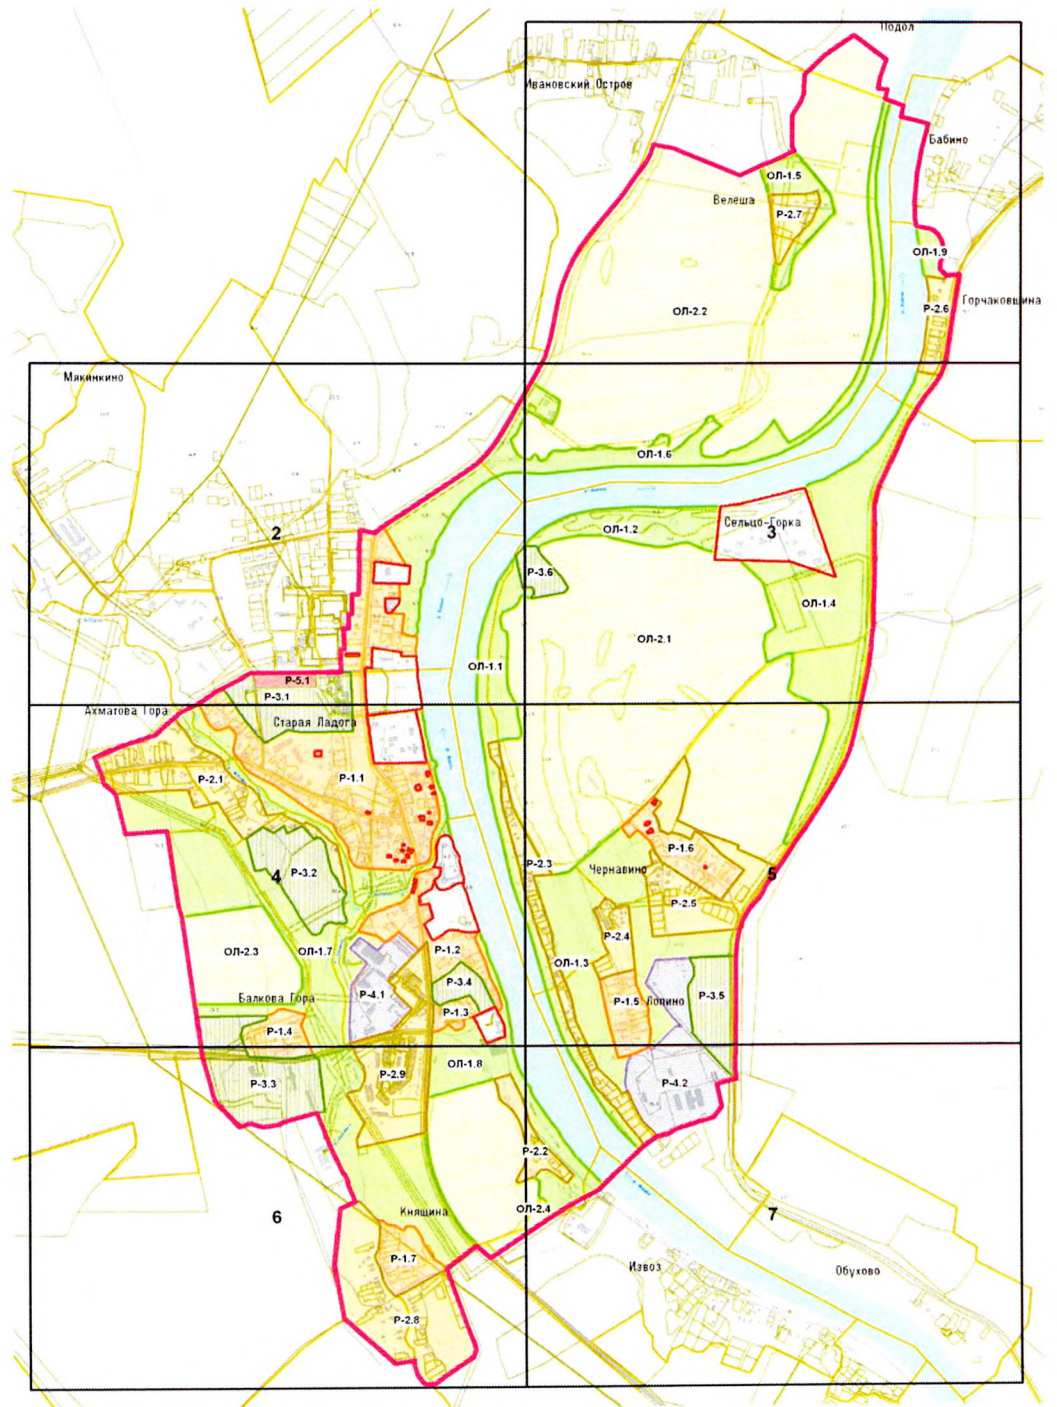 Подол
Ивановский Остров
Бабино
ОЛ-1.5
Велеша
Р-2.7
ОЛ-1.9
Горчаковщина
Р-2.6
ОЛ-2.2
Мякинкино
ОЛ-1.6
Сельцо-Горка
ОЛ-1.2
2
3
Р-3.6
ОЛ-1.4
ОЛ-2.1
ОЛ-1.1
Р-5.1
Р-3.1
Ахматова Гора
Старая Ладога
Р-2.1
Р-1.1
Р-1.6
Р-2.3
Чернавино
Р-3.2
4
5
Р-2.5
Р-2.4
ОЛ-2.3
ОЛ-1.7
Р-1.2
ОЛ-1.3
Р-3.4
Р-4.1
Балкова Гора
Р-3.5
Р-1.5
Лопино
Р-1.3
Р-1.4
ОЛ-1.8
Р-2.9
Р-3.3
Р-4.2
Р-2.2
Княщина
ОЛ-2.4
6
7
Р-1.7
Извоз
Обухово
Р-2.8